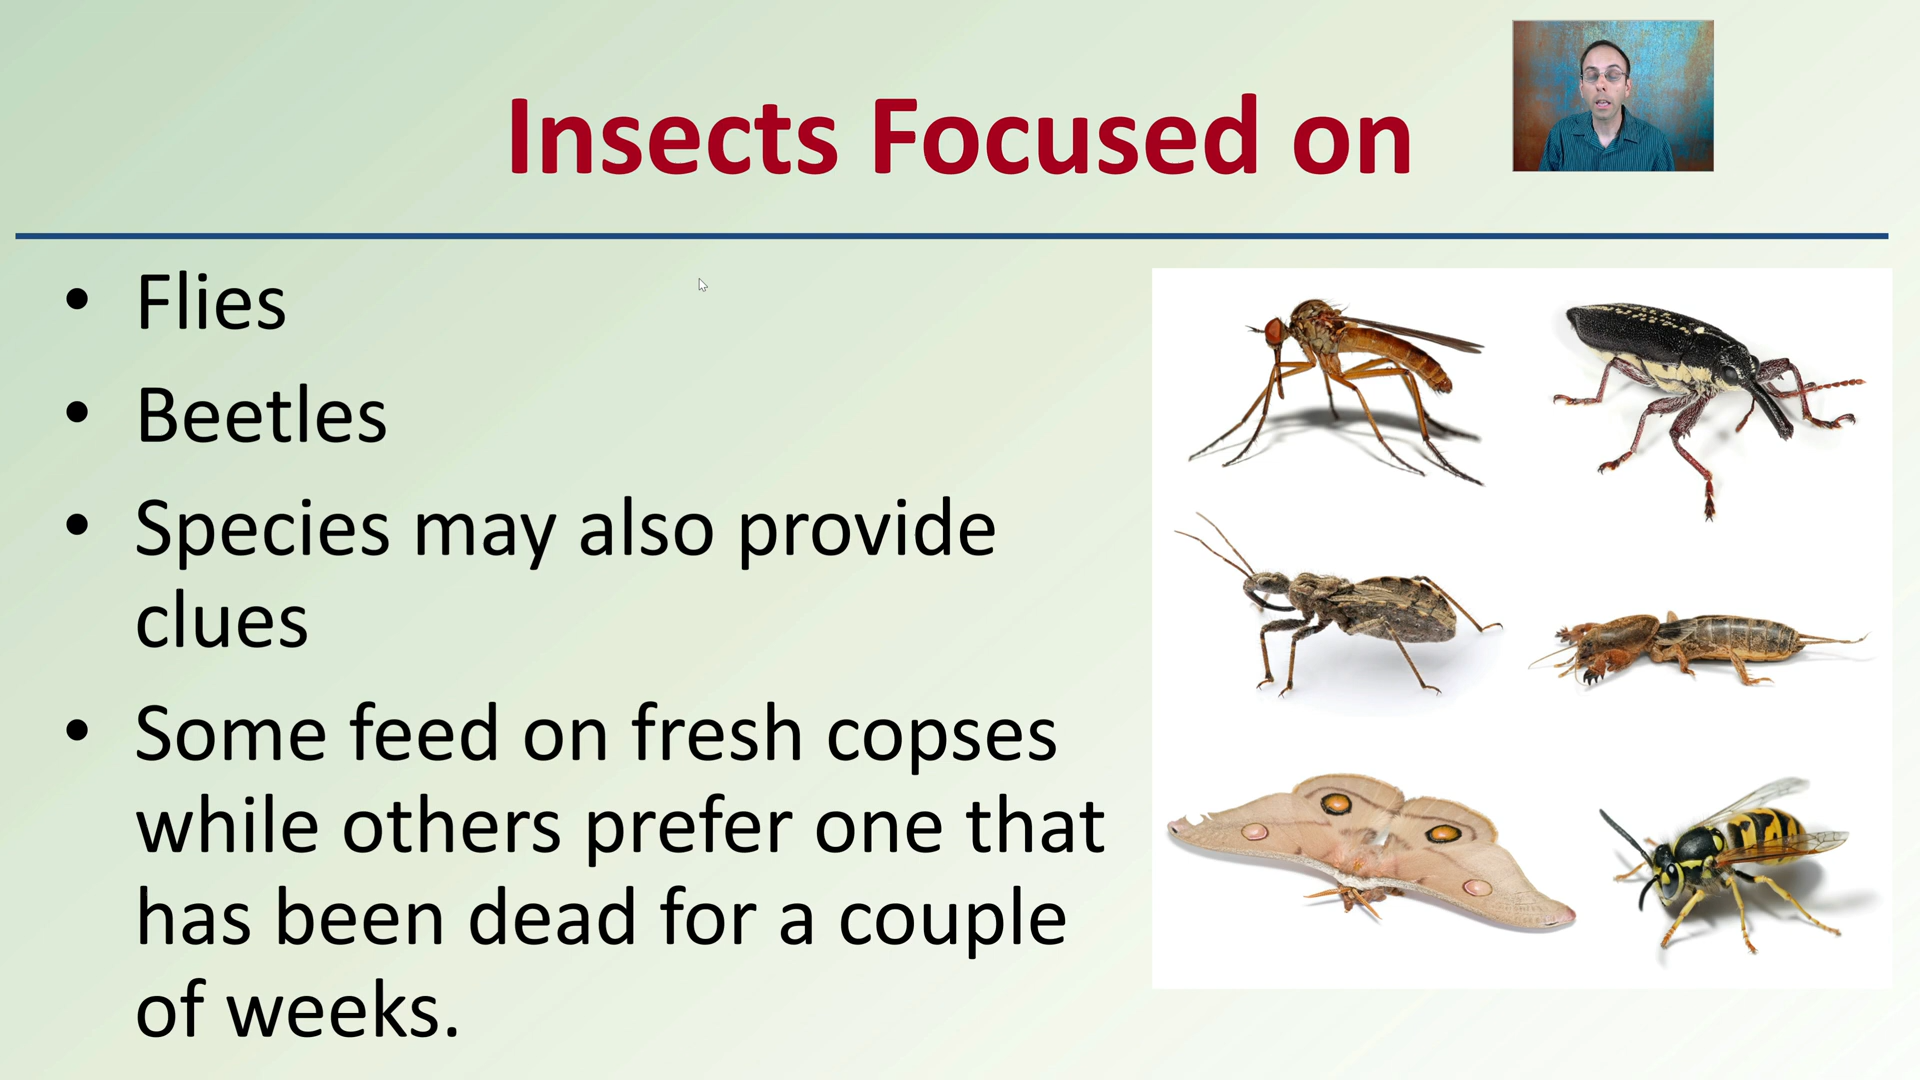 Insects Focused on
• Flies
• Beetles
• Species may also provide
clues
• Some feed on fresh copses
while others prefer one that
has been dead for a couple
of weeks.